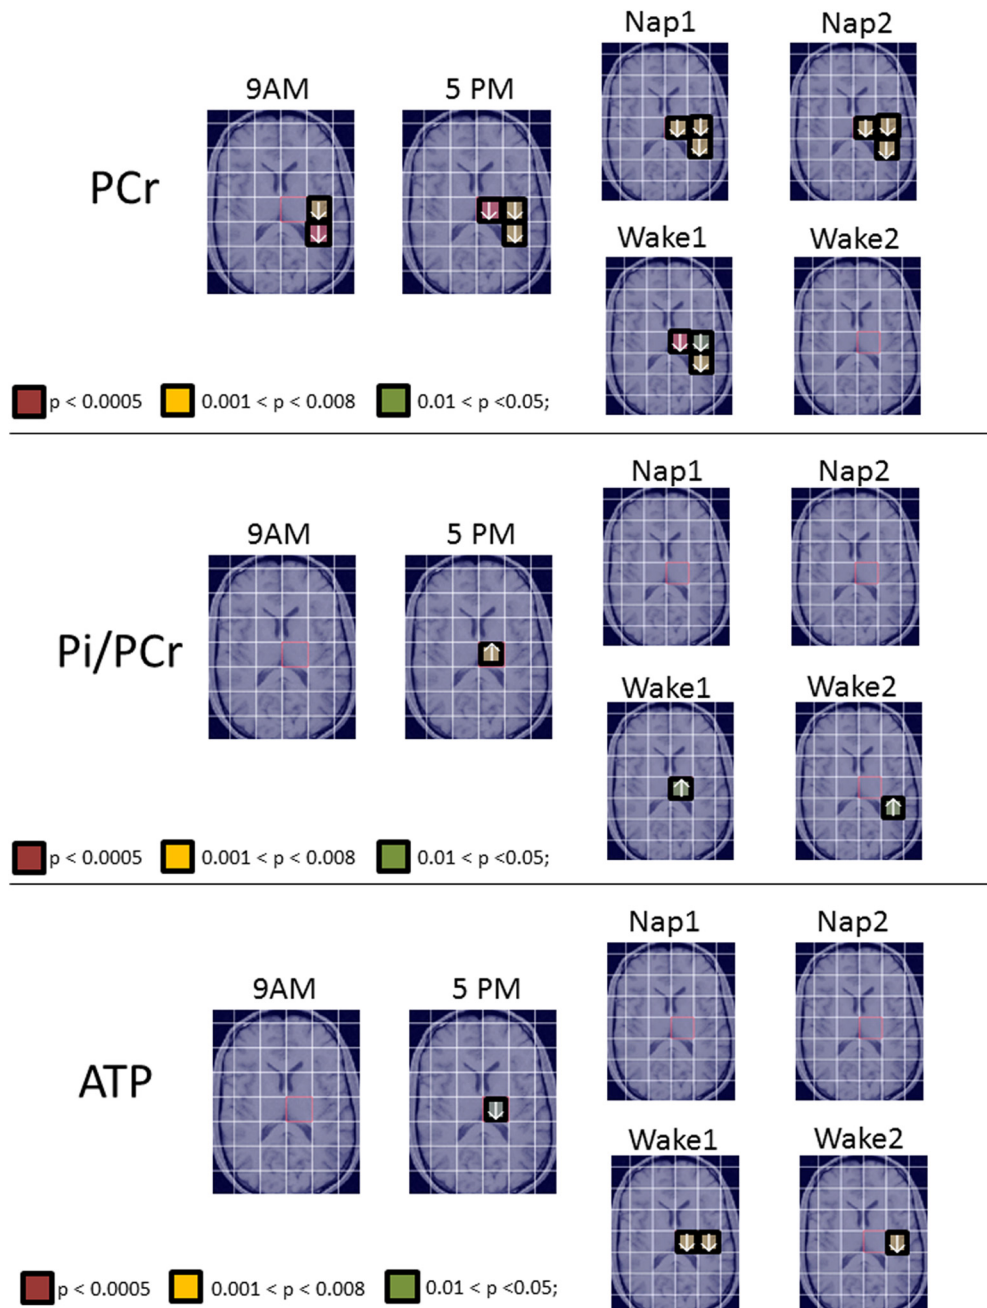 Nap1 Nap2
9AM 5 PM
PCr
Wake1 Wake2
p < 0.0005 0.001 < p < 0.008 0.01 < p <0.05;
Nap1 Nap2
9AM 5 PM
Pi/PCr
Wake1 Wake2
p < 0.0005 0.001 < p < 0.008 0.01 < p <0.05;
Nap1 Nap2
9AM 5 PM
ATP
Wake1 Wake2
p < 0.0005 0.001 < p < 0.008 0.01 < p <0.05;